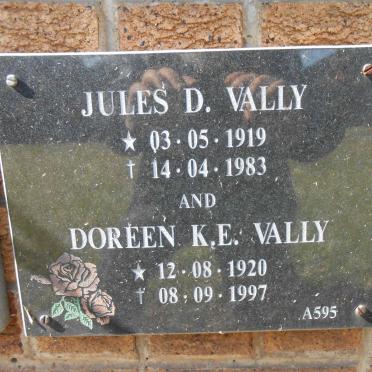 JULES D. VALLY
★ 03·05·1919
† 14·04·1983
AND
DOREEN K.E. VALLY
★ 12·08·1920
† 08·09·1997
A595